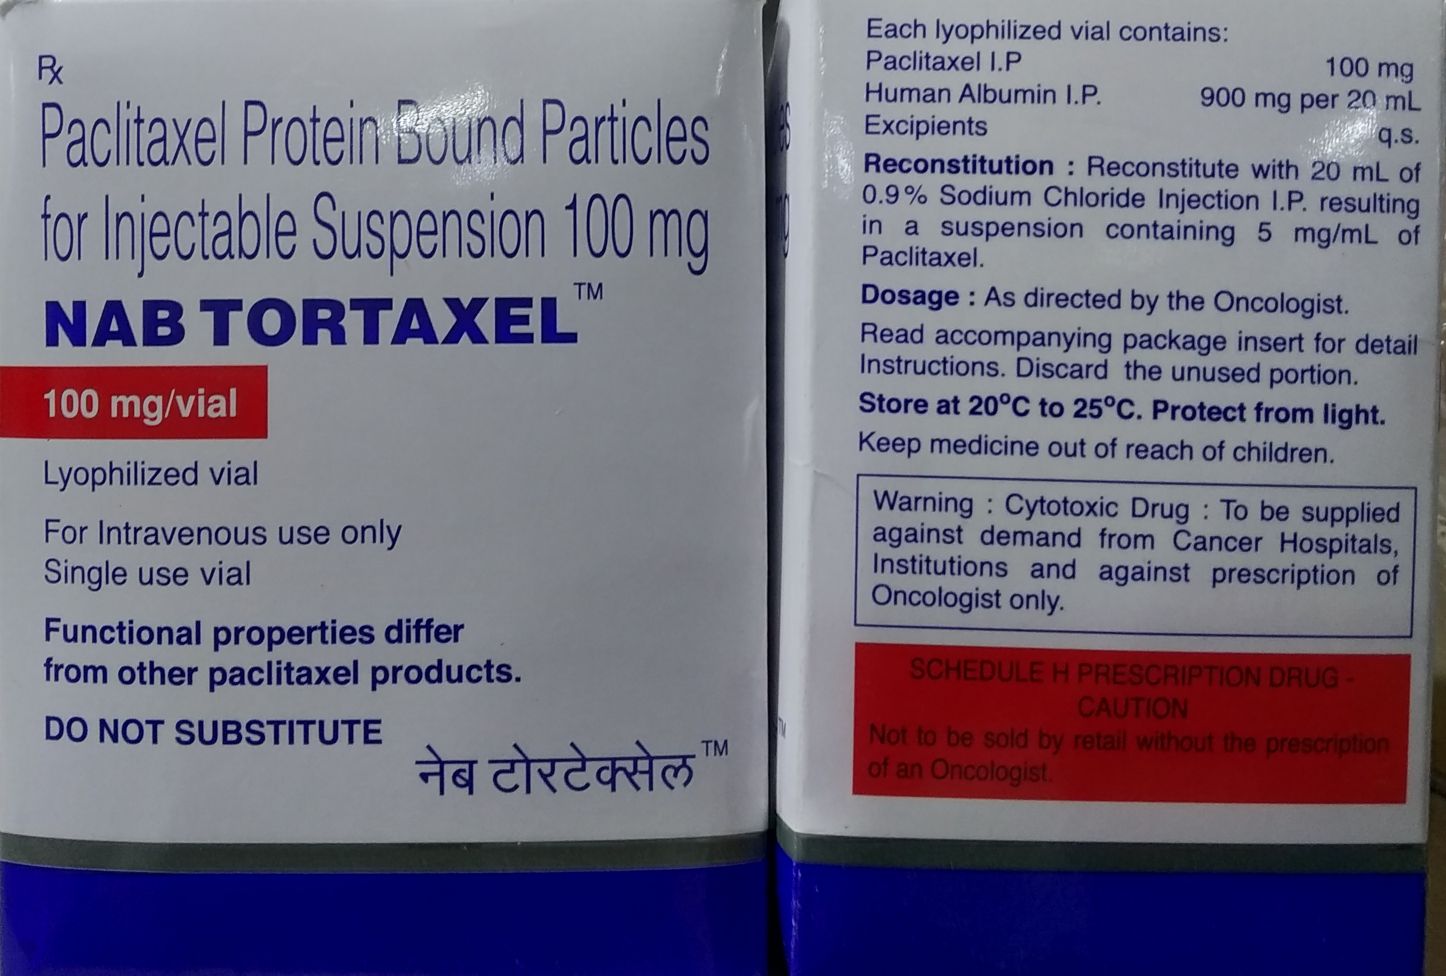 Rx
Paclitaxel Protein Bound Particles
for Injectable Suspension 100 mg
NAB TORTAXEL™
100 mg/vial
Lyophilized vial
For Intravenous use only
Single use vial
Functional properties differ
from other paclitaxel products.
DO NOT SUBSTITUTE
नेब टोरटेक्सेल™
Each lyophilized vial contains:
Paclitaxel I.P 100 mg
Human Albumin I.P. 900 mg per 20 mL
Excipients q.s.
Reconstitution : Reconstitute with 20 mL of
0.9% Sodium Chloride Injection I.P. resulting
in a suspension containing 5 mg/mL of
Paclitaxel.
Dosage : As directed by the Oncologist.
Read accompanying package insert for detail
Instructions. Discard the unused portion.
Store at 20°C to 25°C. Protect from light.
Keep medicine out of reach of children.
Warning : Cytotoxic Drug : To be supplied
against demand from Cancer Hospitals,
Institutions and against prescription of
Oncologist only.
SCHEDULE H PRESCRIPTION DRUG -
CAUTION
Not to be sold by retail without the prescription
of an Oncologist.